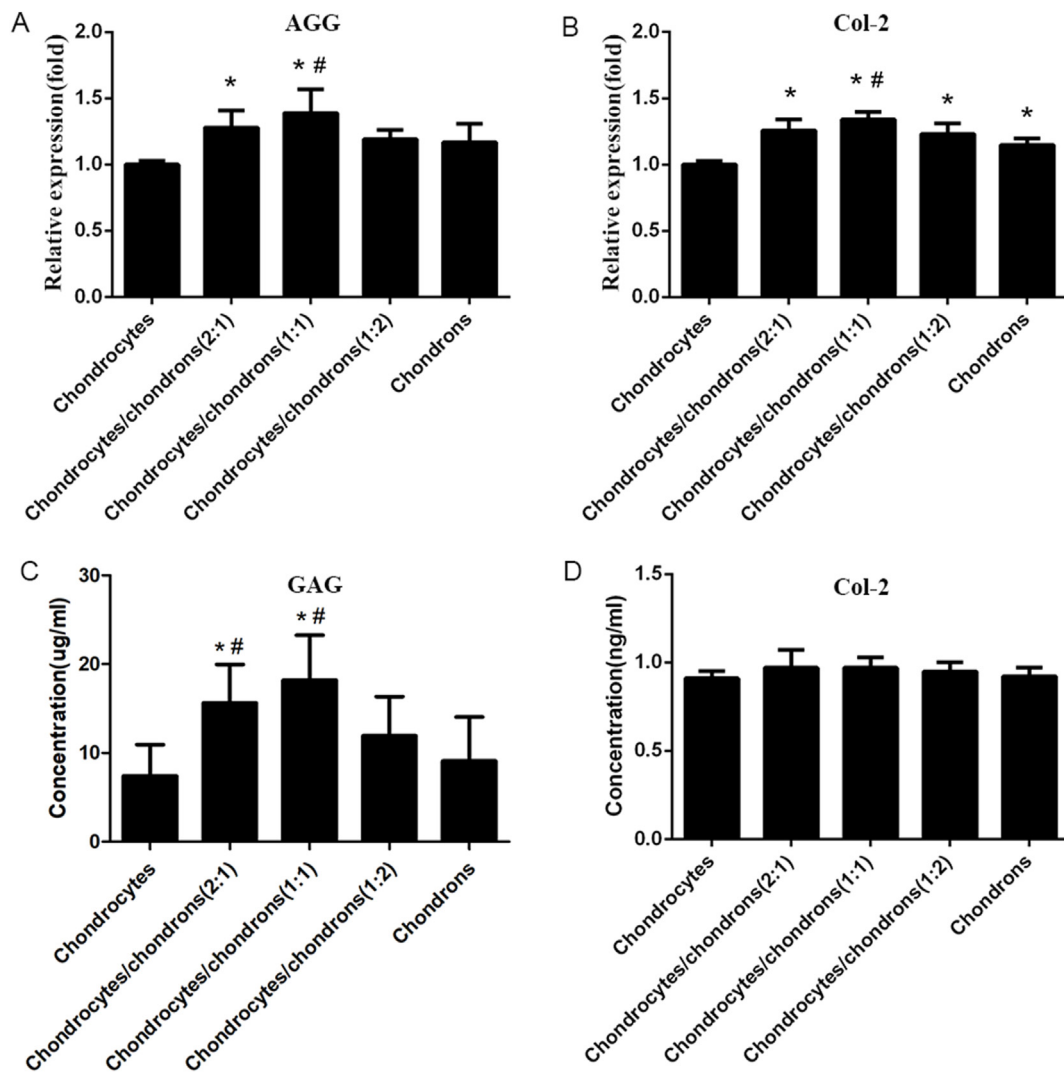 A
AGG
Relative expression(fold)
2.0
1.5
1.0
0.5
0.0
*
* #
Chondrocytes
Chondrocytes/chondrons(2:1)
Chondrocytes/chondrons(1:1)
Chondrocytes/chondrons(1:2)
Chondrons
B
Col-2
Relative expression(fold)
2.0
1.5
1.0
0.5
0.0
*
* #
*
*
Chondrocytes
Chondrocytes/chondrons(2:1)
Chondrocytes/chondrons(1:1)
Chondrocytes/chondrons(1:2)
Chondrons
C
GAG
Concentration(ug/ml)
30
20
10
0
* #
* #
Chondrocytes
Chondrocytes/chondrons(2:1)
Chondrocytes/chondrons(1:1)
Chondrocytes/chondrons(1:2)
Chondrons
D
Col-2
Concentration(ng/ml)
1.5
1.0
0.5
0.0
Chondrocytes
Chondrocytes/chondrons(2:1)
Chondrocytes/chondrons(1:1)
Chondrocytes/chondrons(1:2)
Chondrons